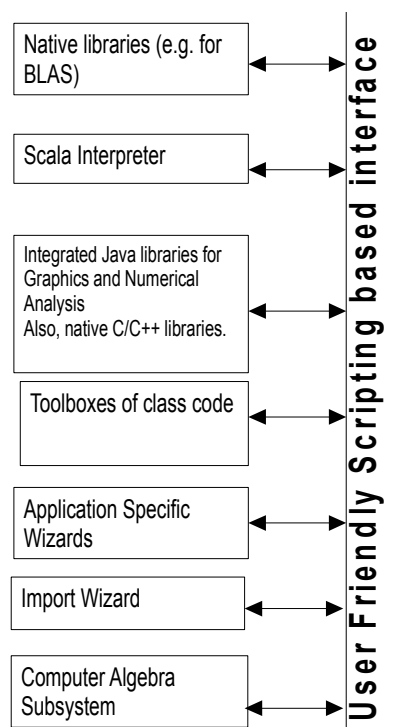 Native libraries (e.g. for
BLAS)
Scala Interpreter
Integrated Java libraries for
Graphics and Numerical
Analysis
Also, native C/C++ libraries.
Toolboxes of class code
Application Specific
Wizards
Import Wizard
Computer Algebra
Subsystem
User Friendly Scripting based interface